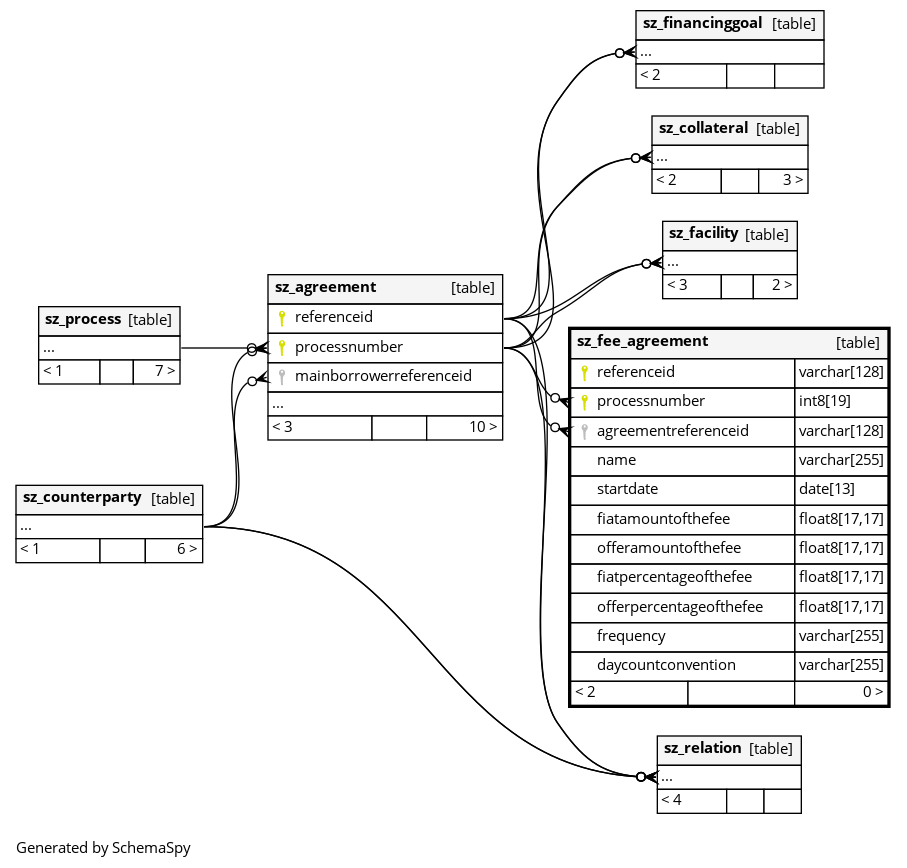 sz_financinggoal [table]
...
< 2
sz_collateral [table]
...
< 2 3 >
sz_facility [table]
...
< 3 2 >
sz_agreement [table]
referenceid
processnumber
mainborrowerreferenceid
...
< 3 10 >
sz_process [table]
...
< 1 7 >
sz_fee_agreement [table]
referenceid varchar[128]
processnumber int8[19]
agreementreferenceid varchar[128]
name varchar[255]
startdate date[13]
fiatamountofthefee float8[17,17]
offeramountofthefee float8[17,17]
fiatpercentageofthefee float8[17,17]
offerpercentageofthefee float8[17,17]
frequency varchar[255]
daycountconvention varchar[255]
< 2 0 >
sz_counterparty [table]
...
< 1 6 >
sz_relation [table]
...
< 4
Generated by SchemaSpy